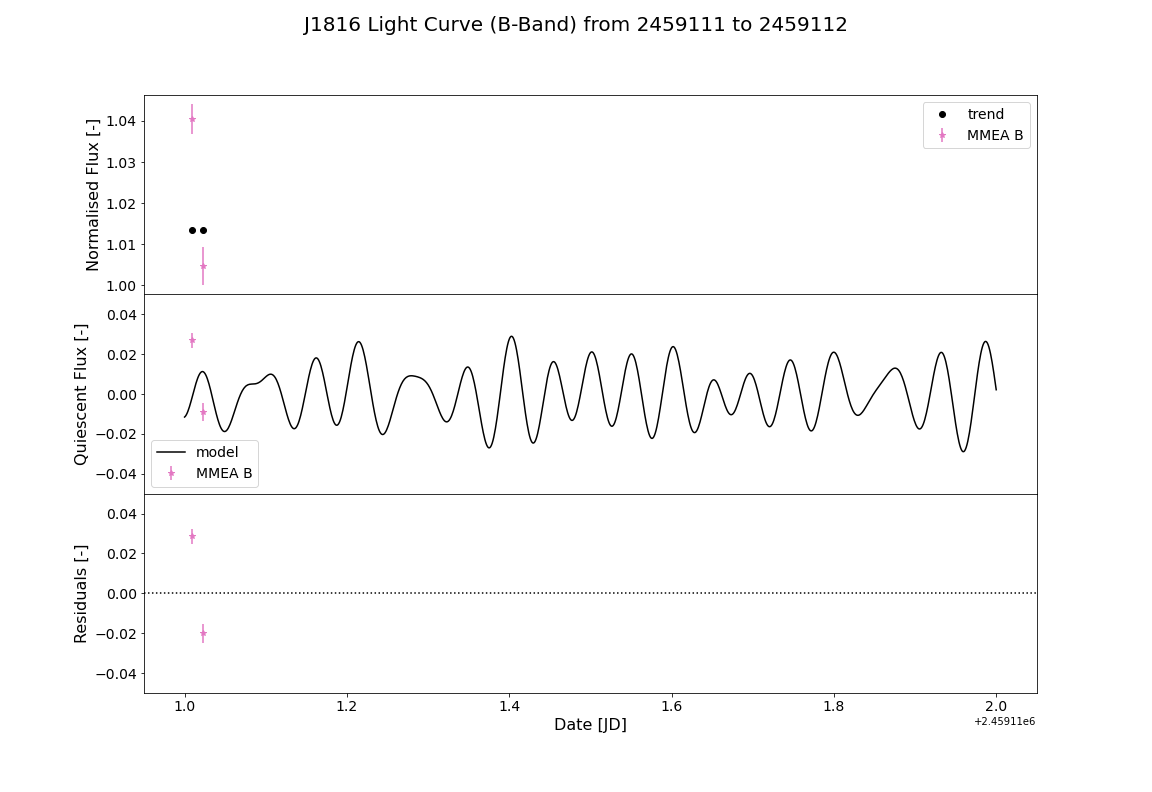 J1816 Light Curve (B-Band) from 2459111 to 2459112
Normalised Flux [-]
1.04
1.03
1.02
1.01
1.00
trend
MMEA B
Quiescent Flux [-]
0.04
0.02
0.00
−0.02
−0.04
model
MMEA B
Residuals [-]
0.04
0.02
0.00
−0.02
−0.04
1.0 1.2 1.4 1.6 1.8 2.0
Date [JD]
+2.45911e6